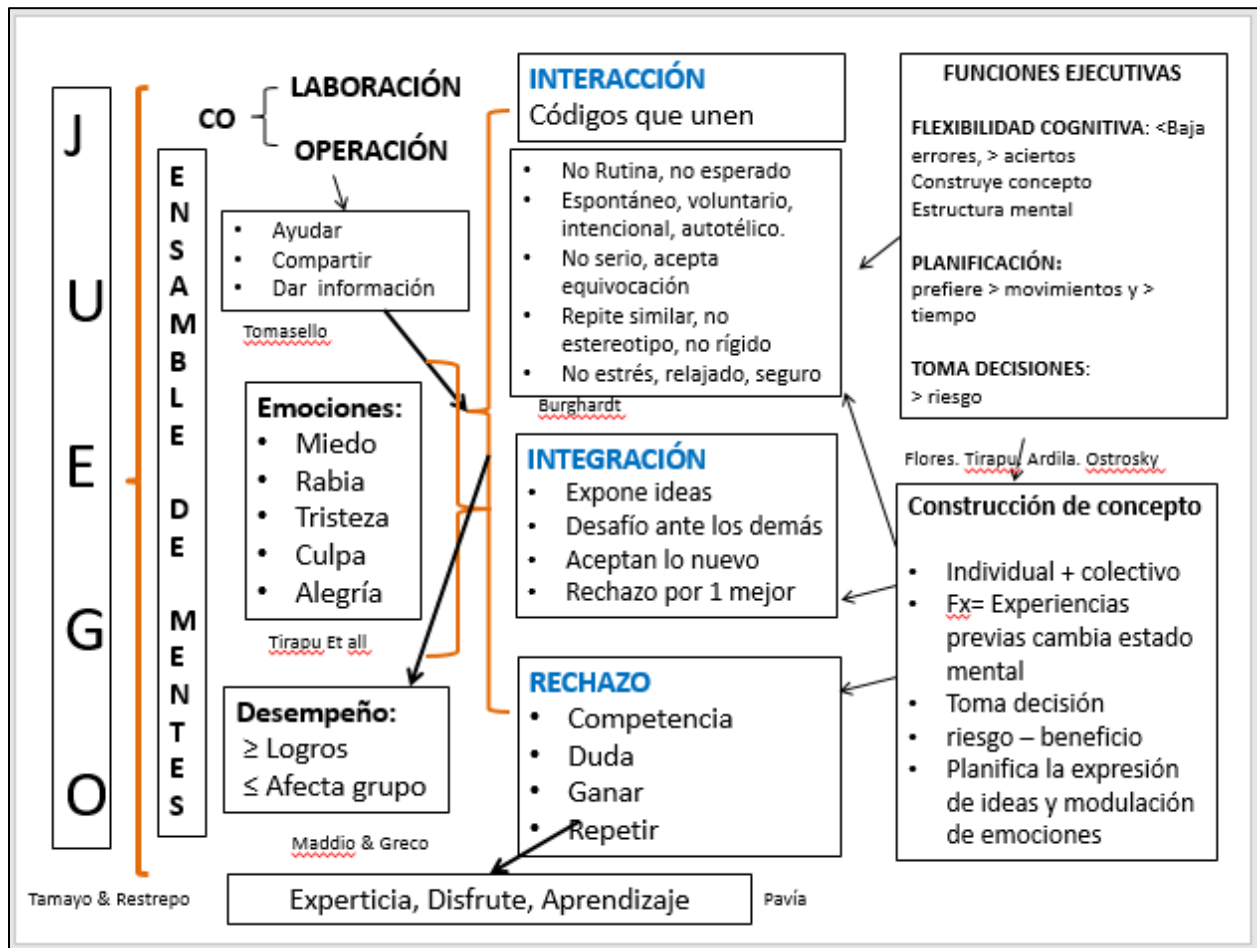 JUEGO
ENSAMBLE DE MENTES
CO
LABORACIÓN
OPERACIÓN
• Ayudar
• Compartir
• Dar información
Tomasello
Emociones:
• Miedo
• Rabia
• Tristeza
• Culpa
• Alegría
Tirapu Et all
Desempeño:
≥ Logros
≤ Afecta grupo
Maddio & Greco
INTERACCIÓN
Códigos que unen
• No Rutina, no esperado
• Espontáneo, voluntario,
intencional, autotélico.
• No serio, acepta
equivocación
• Repite similar, no
estereotipo, no rígido
• No estrés, relajado, seguro
Burghardt
INTEGRACIÓN
• Expone ideas
• Desafío ante los demás
• Aceptan lo nuevo
• Rechazo por 1 mejor
RECHAZO
• Competencia
• Duda
• Ganar
• Repetir
FUNCIONES EJECUTIVAS
FLEXIBILIDAD COGNITIVA: <Baja
errores, > aciertos
Construye concepto
Estructura mental
PLANIFICACIÓN:
prefiere > movimientos y >
tiempo
TOMA DECISIONES:
> riesgo
Flores. Tirapu. Ardila. Ostrosky
Construcción de concepto
• Individual + colectivo
• Fx= Experiencias
previas cambia estado
mental
• Toma decisión
• riesgo – beneficio
• Planifica la expresión
de ideas y modulación
de emociones
Tamayo & Restrepo
Experticia, Disfrute, Aprendizaje
Pavía